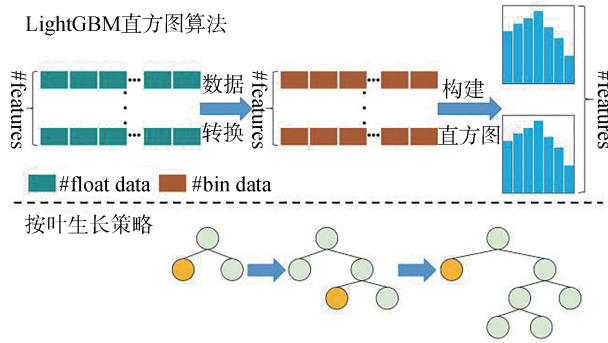 LightGBM直方图算法
#features
数据
转换
构建
直方图
#features
#features
#float data
#bin data
按叶生长策略